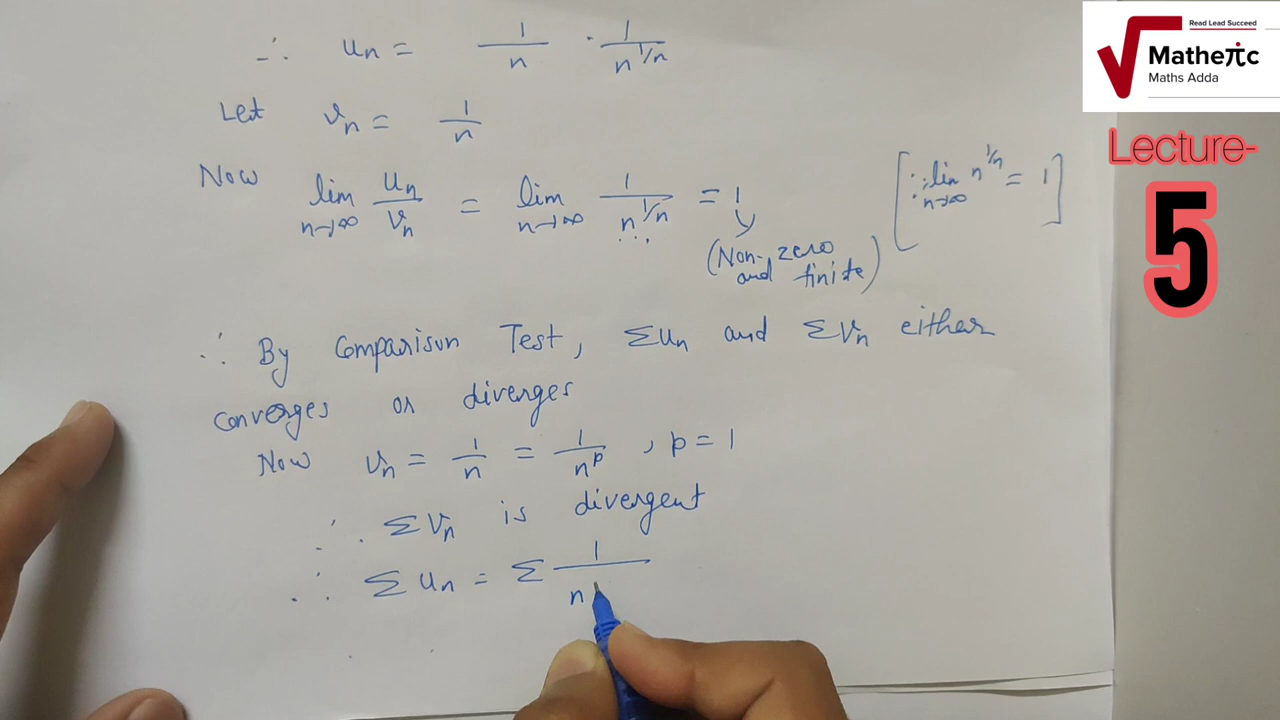 ∴ un = 1/n · 1/n^1/n
Let vn = 1/n
Now lim n→∞ un/vn = lim n→∞ 1/n^1/n = 1 [∵ lim n→∞ n^1/n = 1]
(Non-zero
and finite)
∴ By Comparison Test, Σun and Σvn either
converges or diverges
Now vn = 1/n = 1/n^p , p = 1
∴ Σvn is divergent
∴ Σun = Σ 1/n
Read Lead Succeed
Matheπc
Maths Adda
Lecture-
5